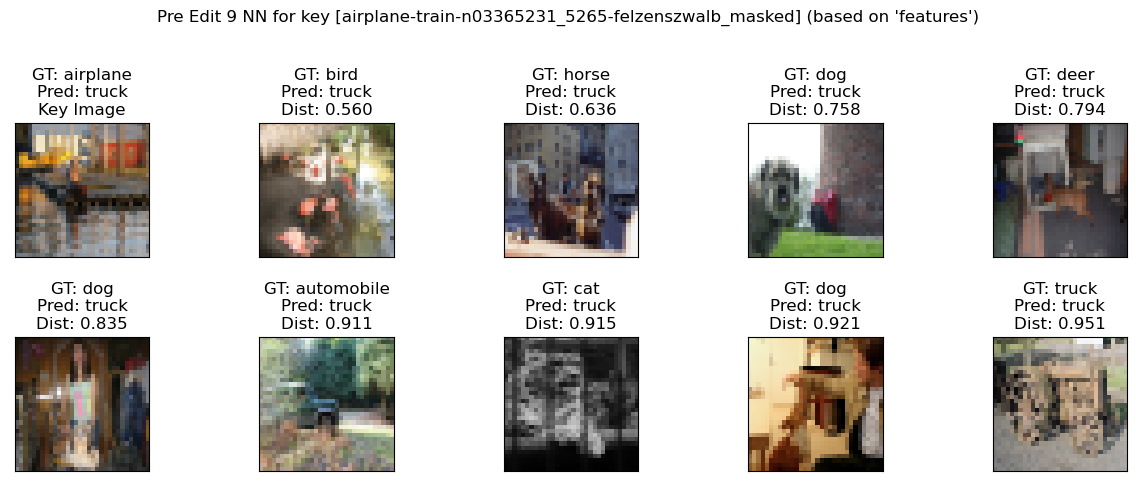 Pre Edit 9 NN for key [airplane-train-n03365231_5265-felzenszwalb_masked] (based on 'features')
GT: airplane
Pred: truck
Key Image
GT: bird
Pred: truck
Dist: 0.560
GT: horse
Pred: truck
Dist: 0.636
GT: dog
Pred: truck
Dist: 0.758
GT: deer
Pred: truck
Dist: 0.794
GT: dog
Pred: truck
Dist: 0.835
GT: automobile
Pred: truck
Dist: 0.911
GT: cat
Pred: truck
Dist: 0.915
GT: dog
Pred: truck
Dist: 0.921
GT: truck
Pred: truck
Dist: 0.951